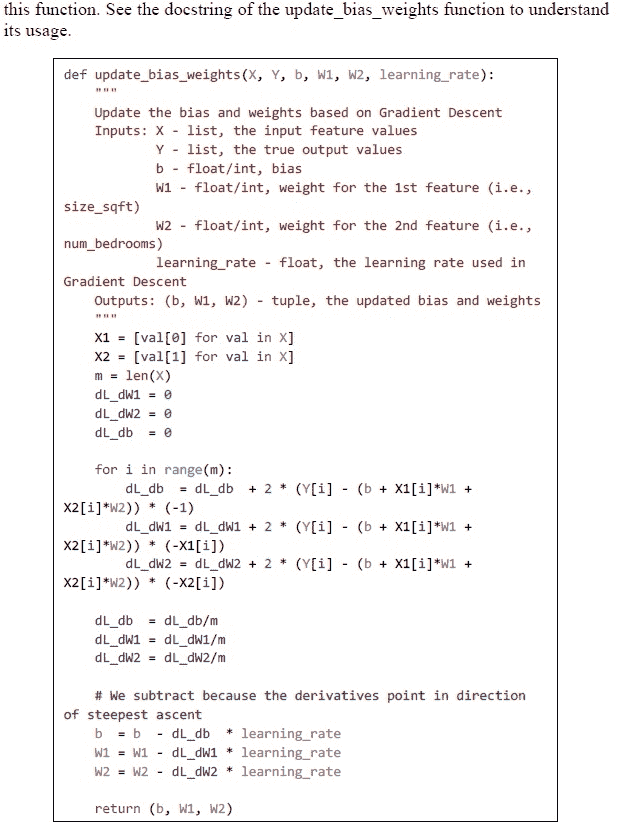 this function. See the docstring of the update_bias_weights function to understand
its usage.
def update_bias_weights(X, Y, b, W1, W2, learning_rate):
"""
Update the bias and weights based on Gradient Descent
Inputs: X - list, the input feature values
Y - list, the true output values
b - float/int, bias
W1 - float/int, weight for the 1st feature (i.e.,
size_sqft)
W2 - float/int, weight for the 2nd feature (i.e.,
num_bedrooms)
learning_rate - float, the learning rate used in
Gradient Descent
Outputs: (b, W1, W2) - tuple, the updated bias and weights
"""
X1 = [val[0] for val in X]
X2 = [val[1] for val in X]
m = len(X)
dL_dW1 = 0
dL_dW2 = 0
dL_db  = 0
for i in range(m):
dL_db  = dL_db  + 2 * (Y[i] - (b + X1[i]*W1 +
X2[i]*W2)) * (-1)
dL_dW1 = dL_dW1 + 2 * (Y[i] - (b + X1[i]*W1 +
X2[i]*W2)) * (-X1[i])
dL_dW2 = dL_dW2 + 2 * (Y[i] - (b + X1[i]*W1 +
X2[i]*W2)) * (-X2[i])
dL_db  = dL_db/m
dL_dW1 = dL_dW1/m
dL_dW2 = dL_dW2/m
# We subtract because the derivatives point in direction
of steepest ascent
b  = b  - dL_db  * learning_rate
W1 = W1 - dL_dW1 * learning_rate
W2 = W2 - dL_dW2 * learning_rate
return (b, W1, W2)